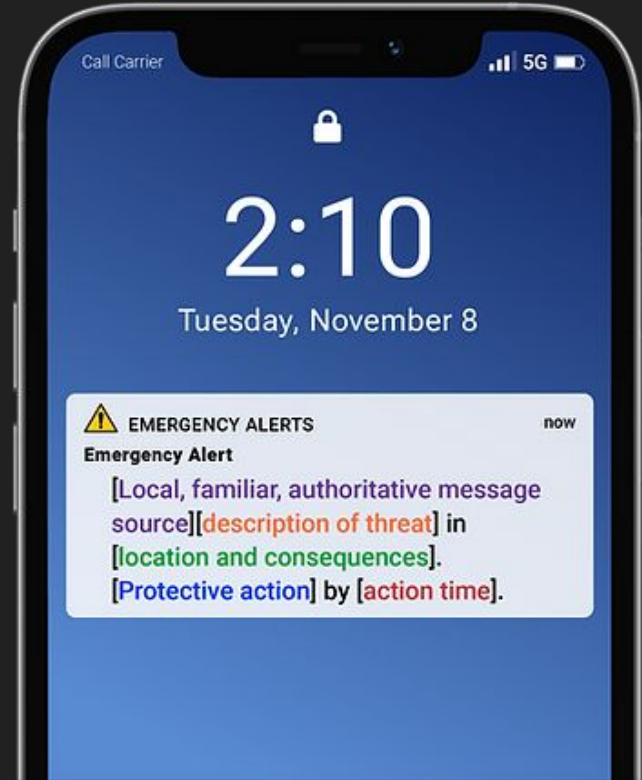 Call Carrier 5G
2:10
Tuesday, November 8
EMERGENCY ALERTS now
Emergency Alert
[Local, familiar, authoritative message
source][description of threat] in
[location and consequences].
[Protective action] by [action time].